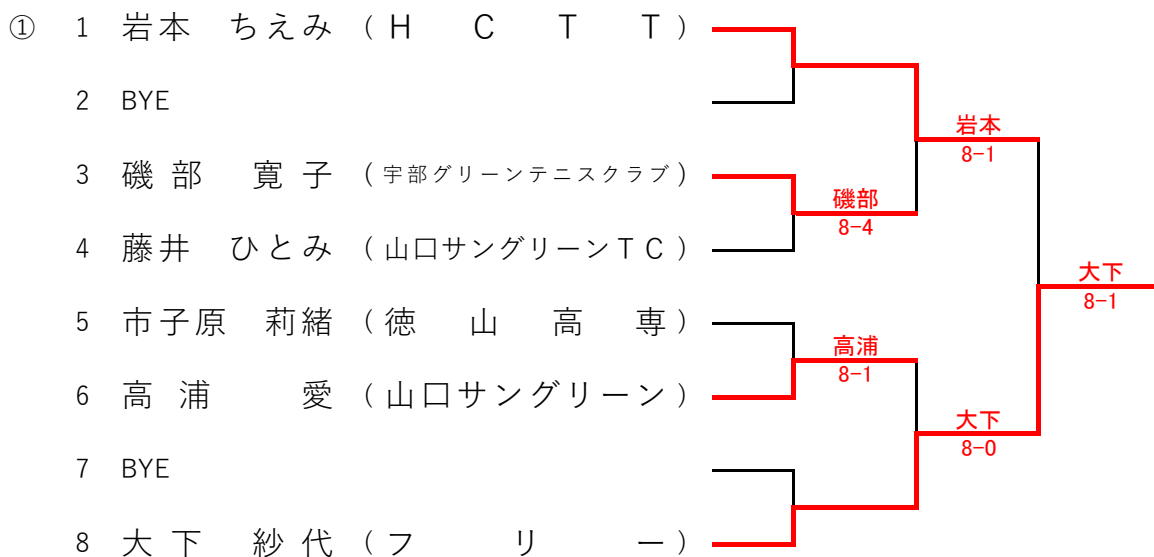 ① 1 岩本 ちえみ (HCTT)
2 BYE
岩本
8-1
3 磯部 寛子 (宇部グリーンテニスクラブ)
磯部
8-4
4 藤井 ひとみ (山口サングリーンTC)
大下
8-1
5 市子原 莉緒 (徳山高専)
高浦
8-1
6 高浦 愛 (山口サングリーン)
大下
8-0
7 BYE
8 大下 紗代 (フリー)